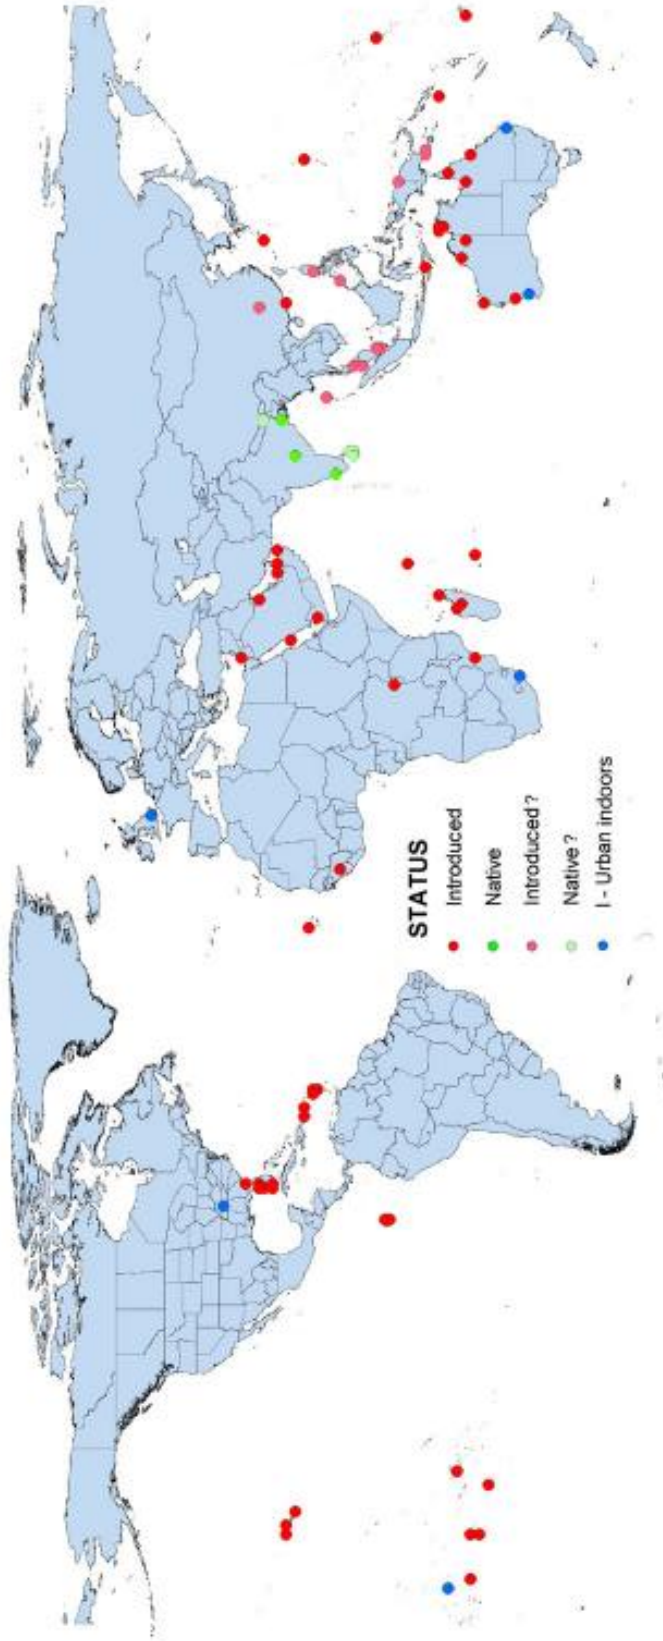 STATUS
Introduced
Native
Introduced ?
Native ?
I - Urban indoors